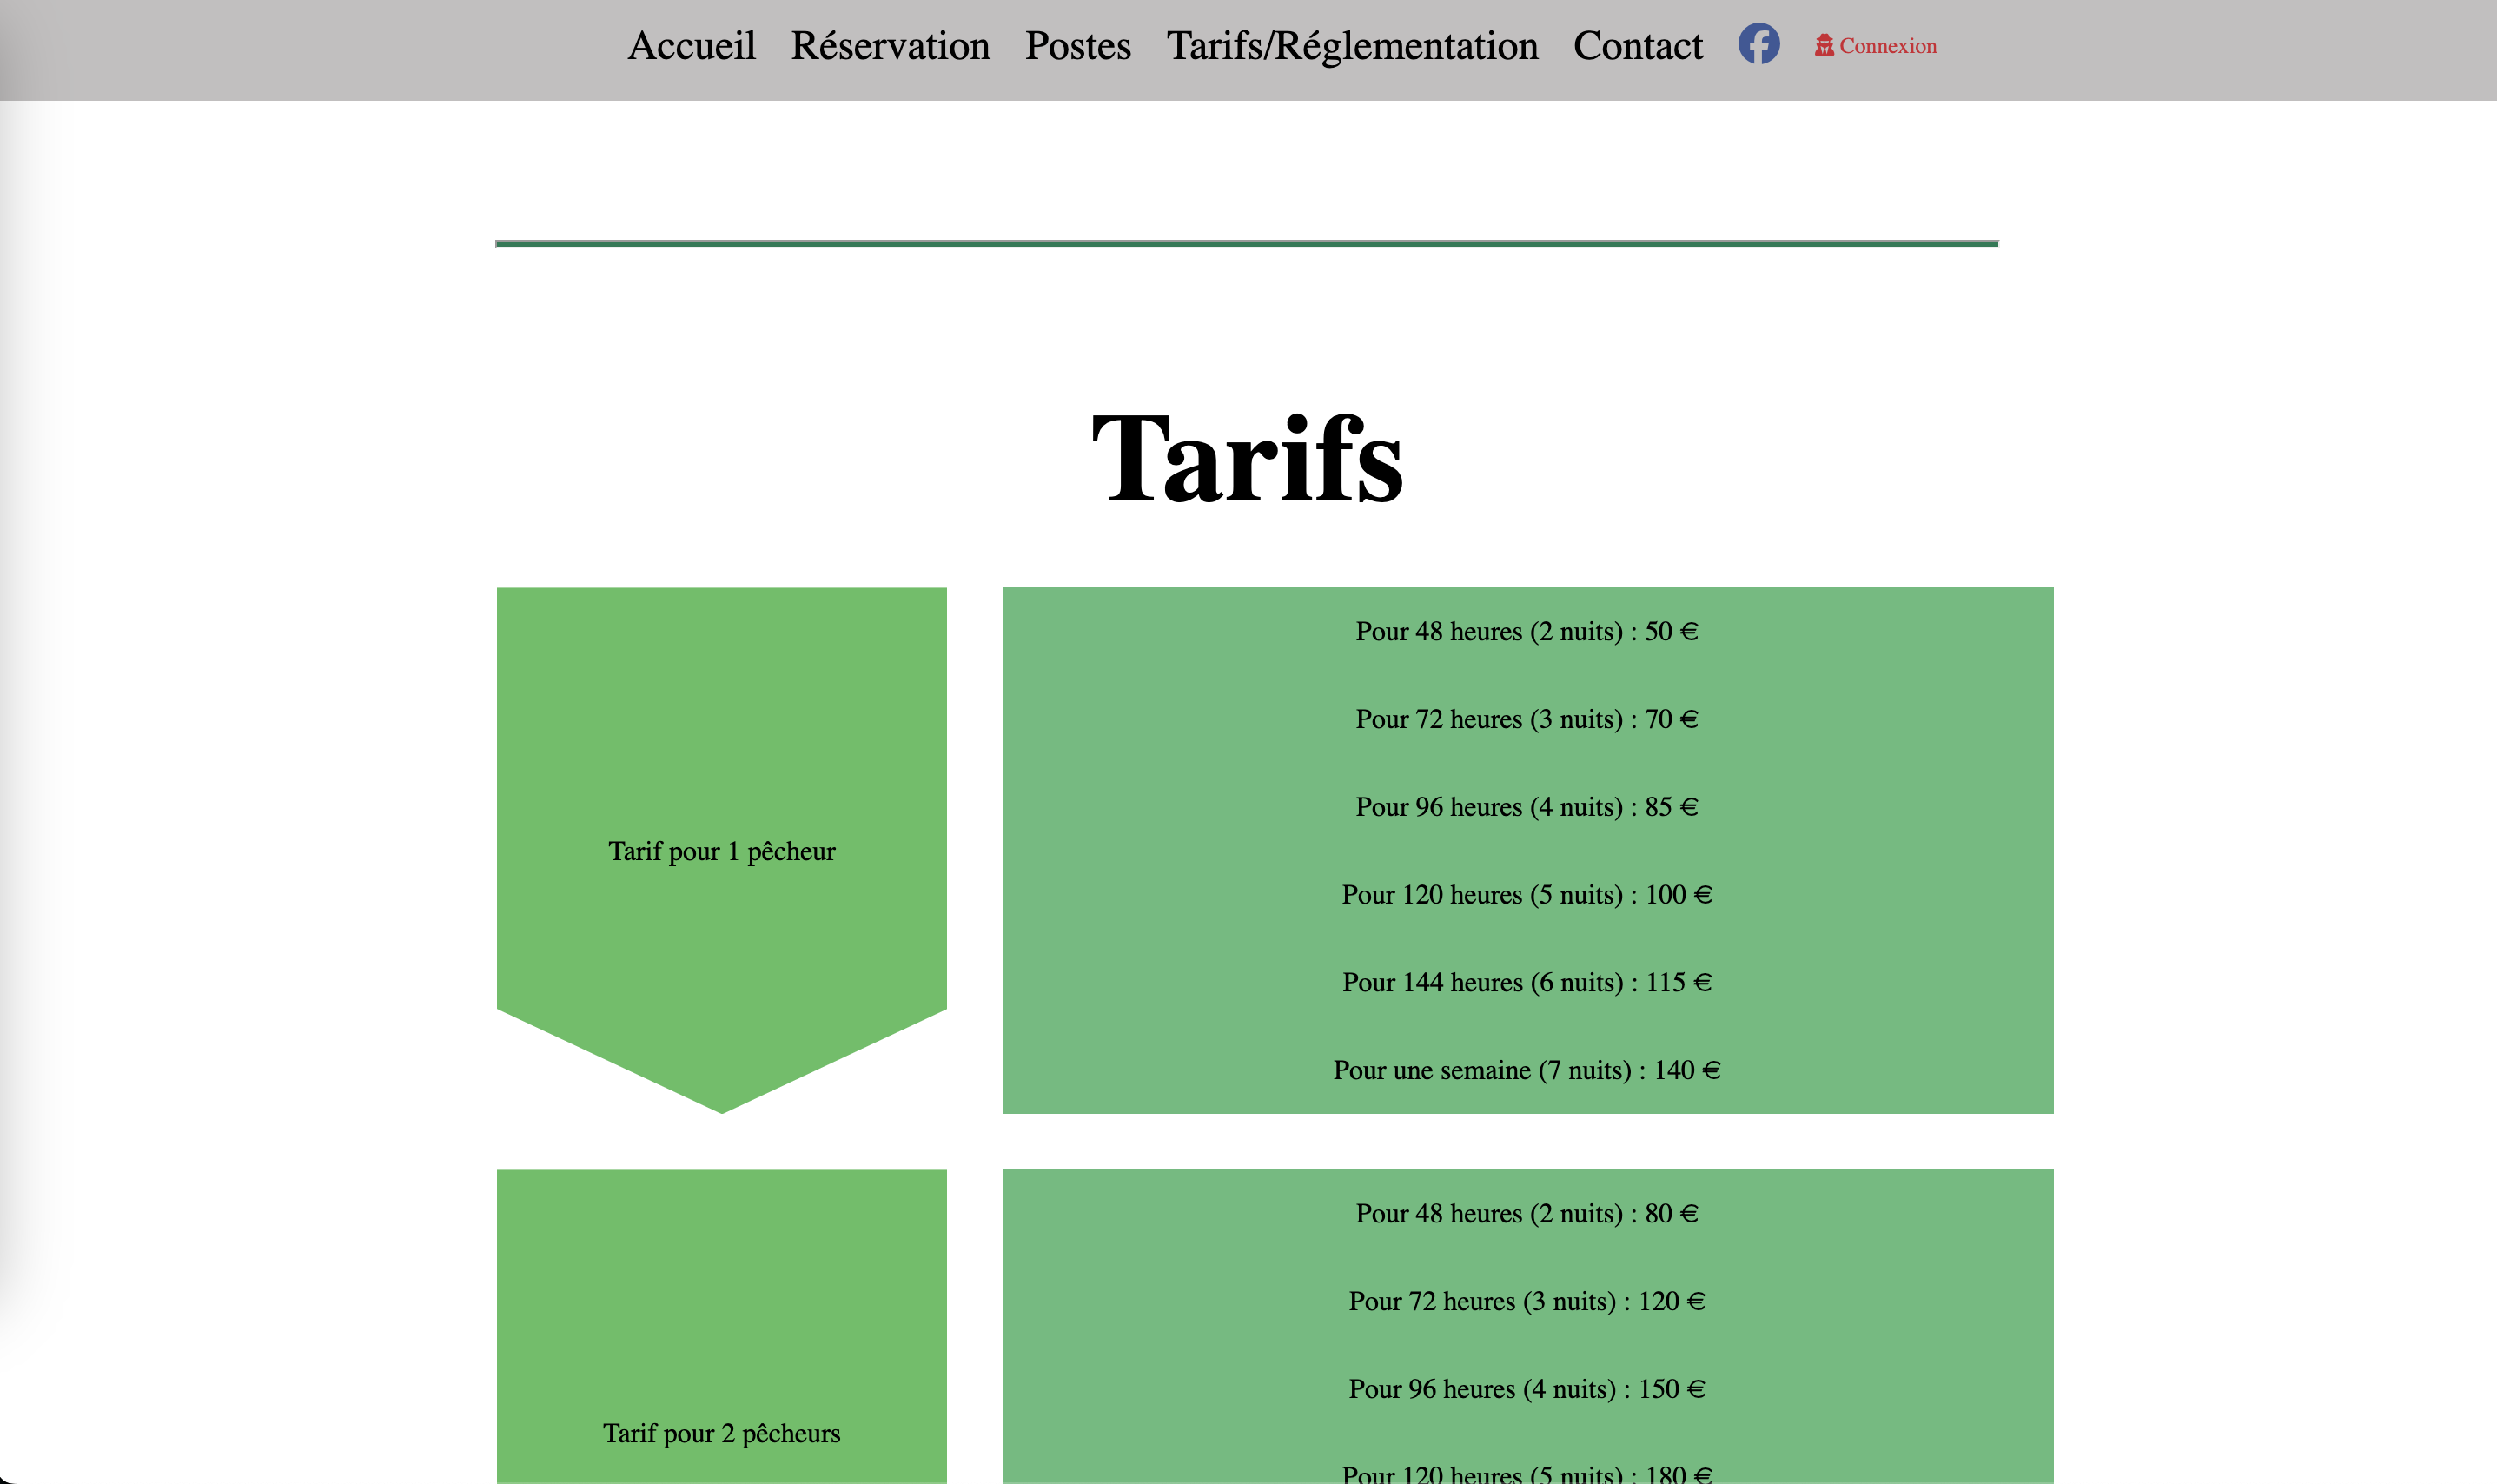 Accueil Réservation Postes Tarifs/Réglementation Contact Connexion
Tarifs
Tarif pour 1 pêcheur
Pour 48 heures (2 nuits) : 50 €
Pour 72 heures (3 nuits) : 70 €
Pour 96 heures (4 nuits) : 85 €
Pour 120 heures (5 nuits) : 100 €
Pour 144 heures (6 nuits) : 115 €
Pour une semaine (7 nuits) : 140 €
Tarif pour 2 pêcheurs
Pour 48 heures (2 nuits) : 80 €
Pour 72 heures (3 nuits) : 120 €
Pour 96 heures (4 nuits) : 150 €
Pour 120 heures (5 nuits) : 180 €